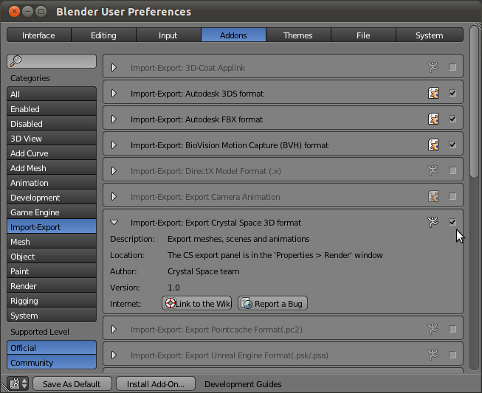 Blender User Preferences
Interface Editing Input Addons Themes File System
Categories
All
Enabled
Disabled
3D View
Add Curve
Add Mesh
Animation
Development
Game Engine
Import-Export
Mesh
Object
Paint
Render
Rigging
System
Supported Level
Official
Community
Import-Export: 3D-Coat Applink
Import-Export: Autodesk 3DS format
Import-Export: Autodesk FBX format
Import-Export: BioVision Motion Capture (BVH) format
Import-Export: DirectX Model Format (.x)
Import-Export: Export Camera Animation
Import-Export: Export Crystal Space 3D format
Description: Export meshes, scenes and animations
Location: The CS export panel is in the 'Properties > Render' window
Author: Crystal Space team
Version: 1.0
Internet: Link to the Wiki Report a Bug
Import-Export: Export Pointcache Format(.pc2)
Import-Export: Export Unreal Engine Format(.psk/.psa)
Save As Default Install Add-On... Development Guides